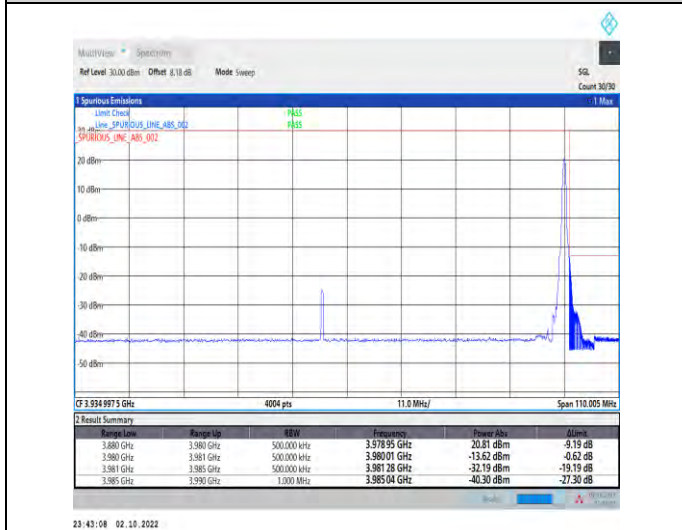 MultiView Spectrum
Ref Level 30.00 dBm Offset 8.18 dB Mode Sweep SGL
Count 30/30
1 Spurious Emissions 1 Max
Limit Check PASS
Line _SPURIOUS_LINE_ABS_002 PASS
_SPURIOUS_LINE_ABS_002
20 dBm
10 dBm
0 dBm
-10 dBm
-20 dBm
-30 dBm
-40 dBm
-50 dBm
CF 3.934 997 5 GHz 4004 pts 11.0 MHz/ Span 110.005 MHz
2 Result Summary
Range Low Range Up RBW Frequency Power Abs ΔLimit
3.880 GHz 3.980 GHz 500.000 kHz 3.978 95 GHz 20.81 dBm -9.19 dB
3.980 GHz 3.981 GHz 500.000 kHz 3.980 01 GHz -13.62 dBm -0.62 dB
3.981 GHz 3.985 GHz 500.000 kHz 3.981 28 GHz -32.19 dBm -19.19 dB
3.985 GHz 3.990 GHz 1.000 MHz 3.985 04 GHz -40.30 dBm -27.30 dB
23:43:08 02.10.2022